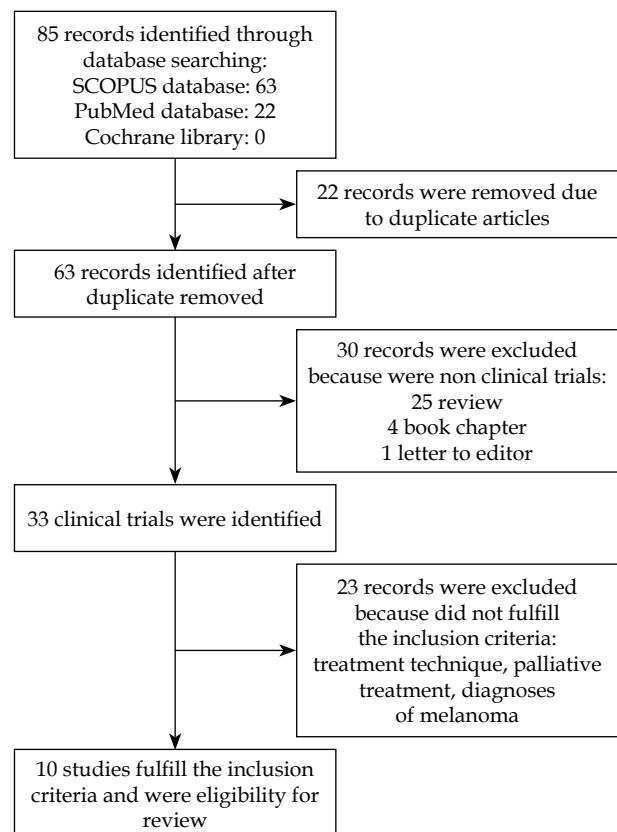 85 records identified through
database searching:
SCOPUS database: 63
PubMed database: 22
Cochrane library: 0
22 records were removed due
to duplicate articles
63 records identified after
duplicate removed
30 records were excluded
because were non clinical trials:
25 review
4 book chapter
1 letter to editor
33 clinical trials were identified
23 records were excluded
because did not fulfill
the inclusion criteria:
treatment technique, palliative
treatment, diagnoses
of melanoma
10 studies fulfill the inclusion
criteria and were eligibility for
review